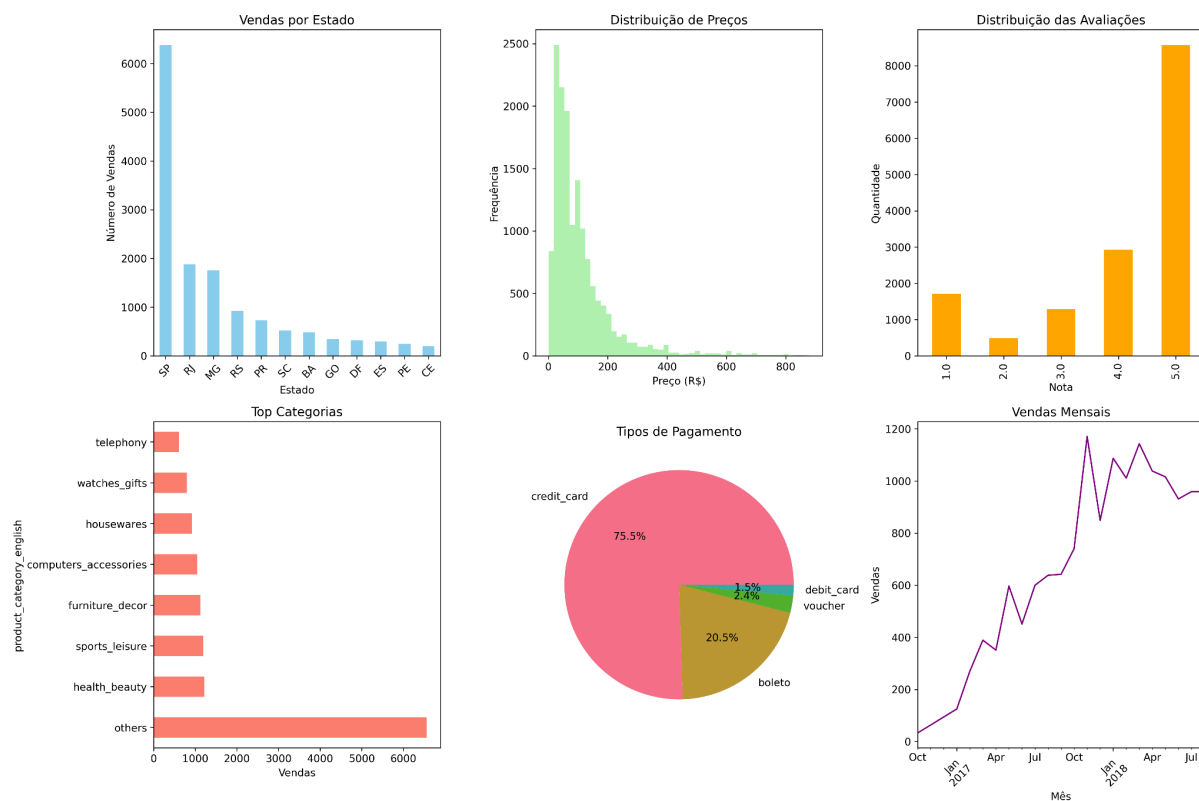 Vendas por Estado
Número de Vendas
6000
5000
4000
3000
2000
1000
0
SP RJ MG RS PR SC BA GO DF ES PE CE
Estado
Distribuição de Preços
Frequência
2500
2000
1500
1000
500
0
0 200 400 600 800
Preço (R$)
Distribuição das Avaliações
Quantidade
8000
7000
6000
5000
4000
3000
2000
1000
0
1.0 2.0 3.0 4.0 5.0
Nota
Top Categorias
product_category_english
telephony
watches_gifts
housewares
computers_accessories
furniture_decor
sports_leisure
health_beauty
others
0 1000 2000 3000 4000 5000 6000
Vendas
Tipos de Pagamento
credit_card
75.5%
1.5%
debit_card
2.4%
voucher
20.5%
boleto
Vendas Mensais
Vendas
1200
1000
800
600
400
200
0
Oct Jan Apr Jul Oct Jan Apr Jul
2017 2018
Mês